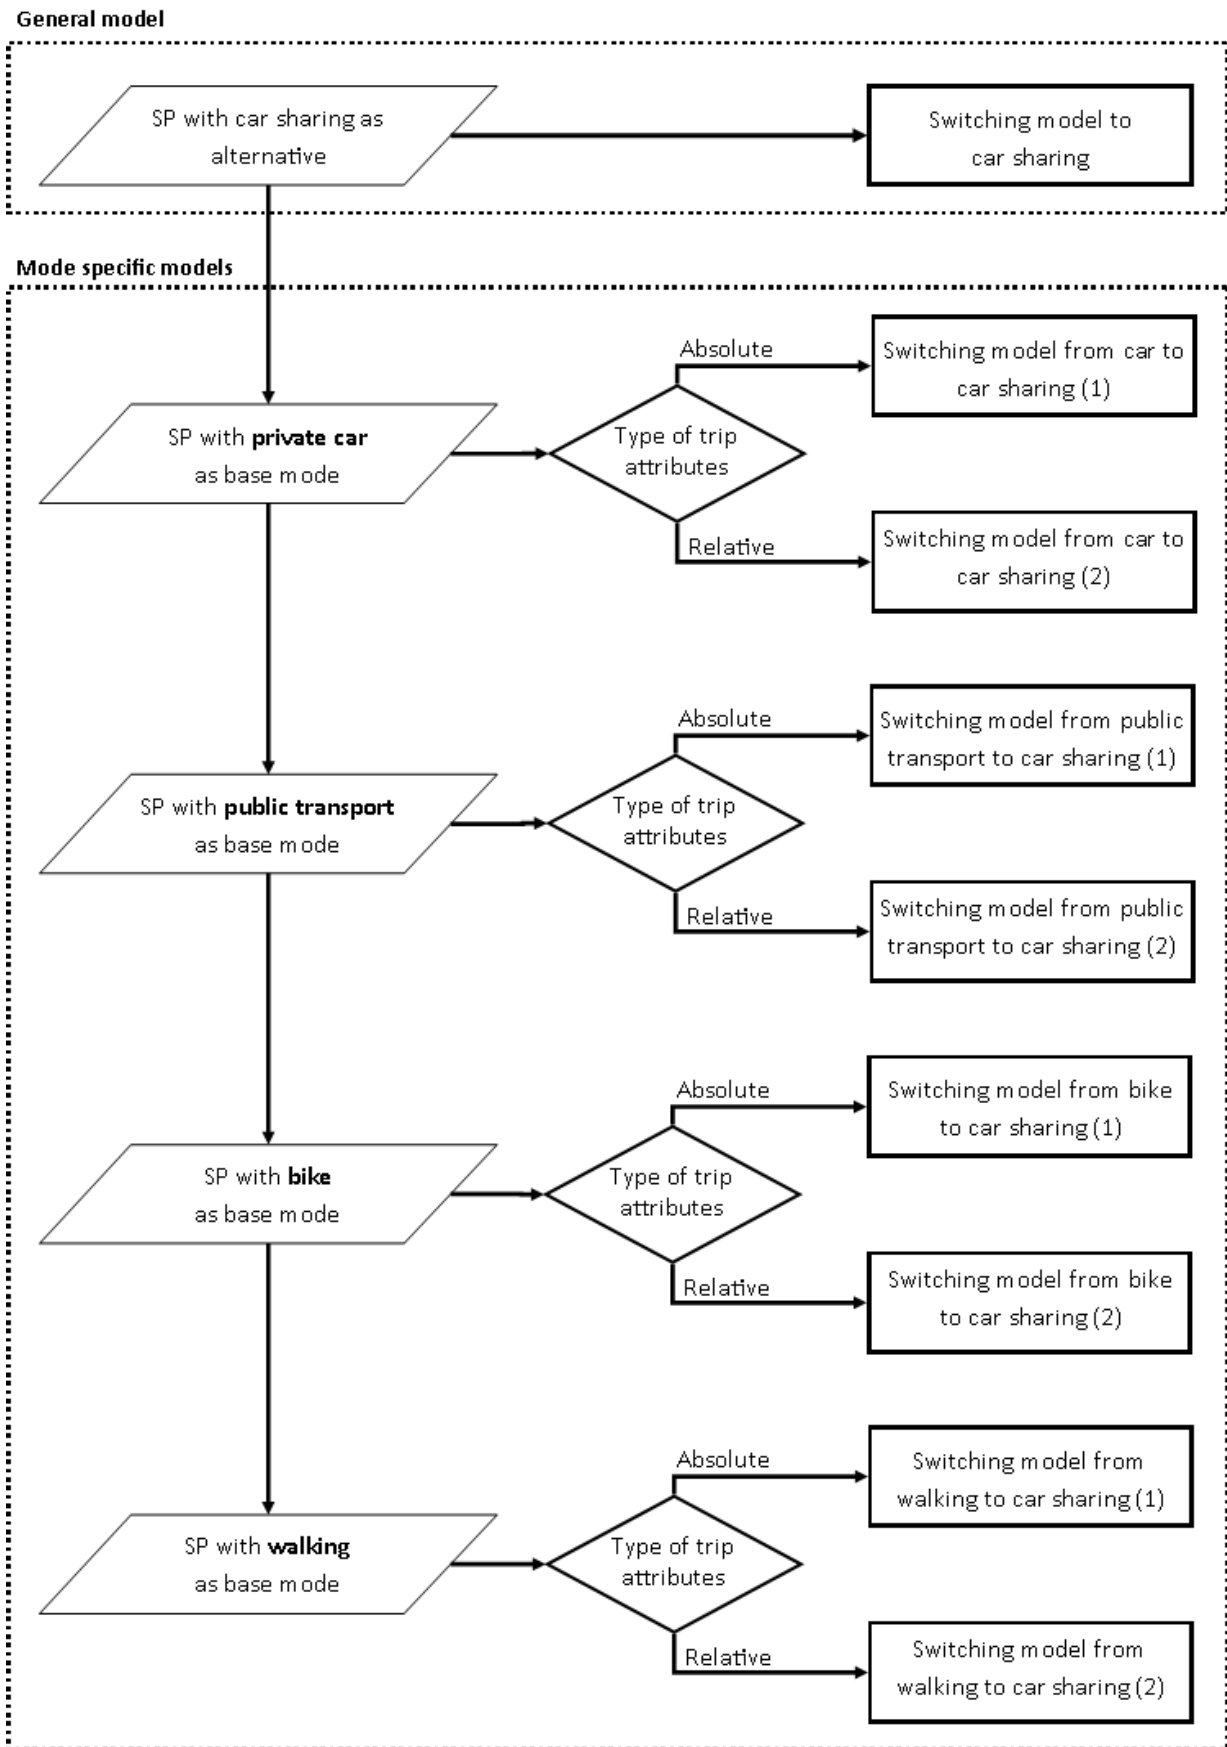 General model
SP with car sharing as
alternative
Switching model to
car sharing
Mode specific models
SP with private car
as base mode
Type of trip
attributes
Absolute
Switching model from car to
car sharing (1)
Relative
Switching model from car to
car sharing (2)
SP with public transport
as base mode
Type of trip
attributes
Absolute
Switching model from public
transport to car sharing (1)
Relative
Switching model from public
transport to car sharing (2)
SP with bike
as base mode
Type of trip
attributes
Absolute
Switching model from bike
to car sharing (1)
Relative
Switching model from bike
to car sharing (2)
SP with walking
as base mode
Type of trip
attributes
Absolute
Switching model from
walking to car sharing (1)
Relative
Switching model from
walking to car sharing (2)